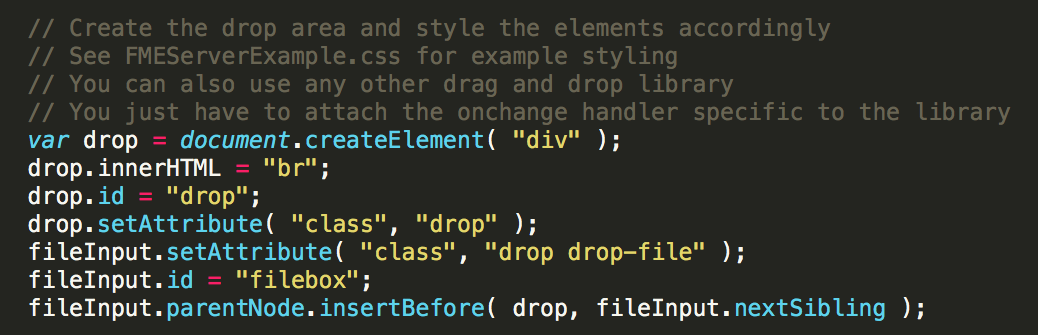 // Create the drop area and style the elements accordingly
// See FMEServerExample.css for example styling
// You can also use any other drag and drop library
// You just have to attach the onchange handler specific to the library
var drop = document.createElement( "div" );
drop.innerHTML = "br";
drop.id = "drop";
drop.setAttribute( "class", "drop" );
fileInput.setAttribute( "class", "drop drop-file" );
fileInput.id = "filebox";
fileInput.parentNode.insertBefore( drop, fileInput.nextSibling );